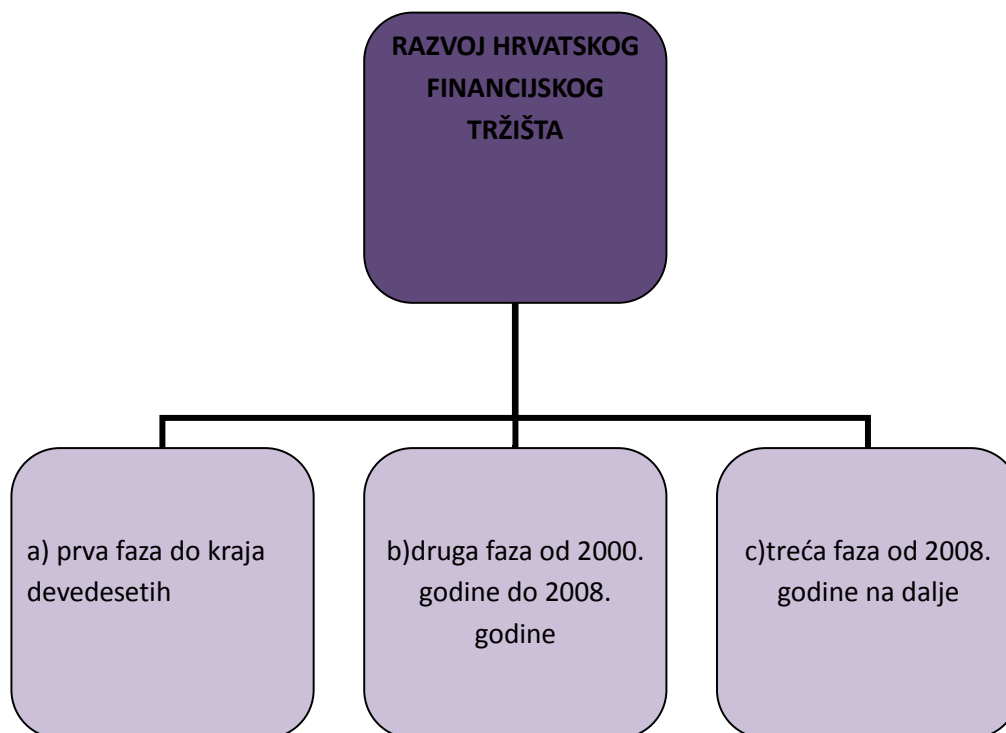 RAZVOJ HRVATSKOG
FINANCIJSKOG
TRŽIŠTA
a) prva faza do kraja
devedesetih
b)druga faza od 2000.
godine do 2008.
godine
c)treća faza od 2008.
godine na dalje